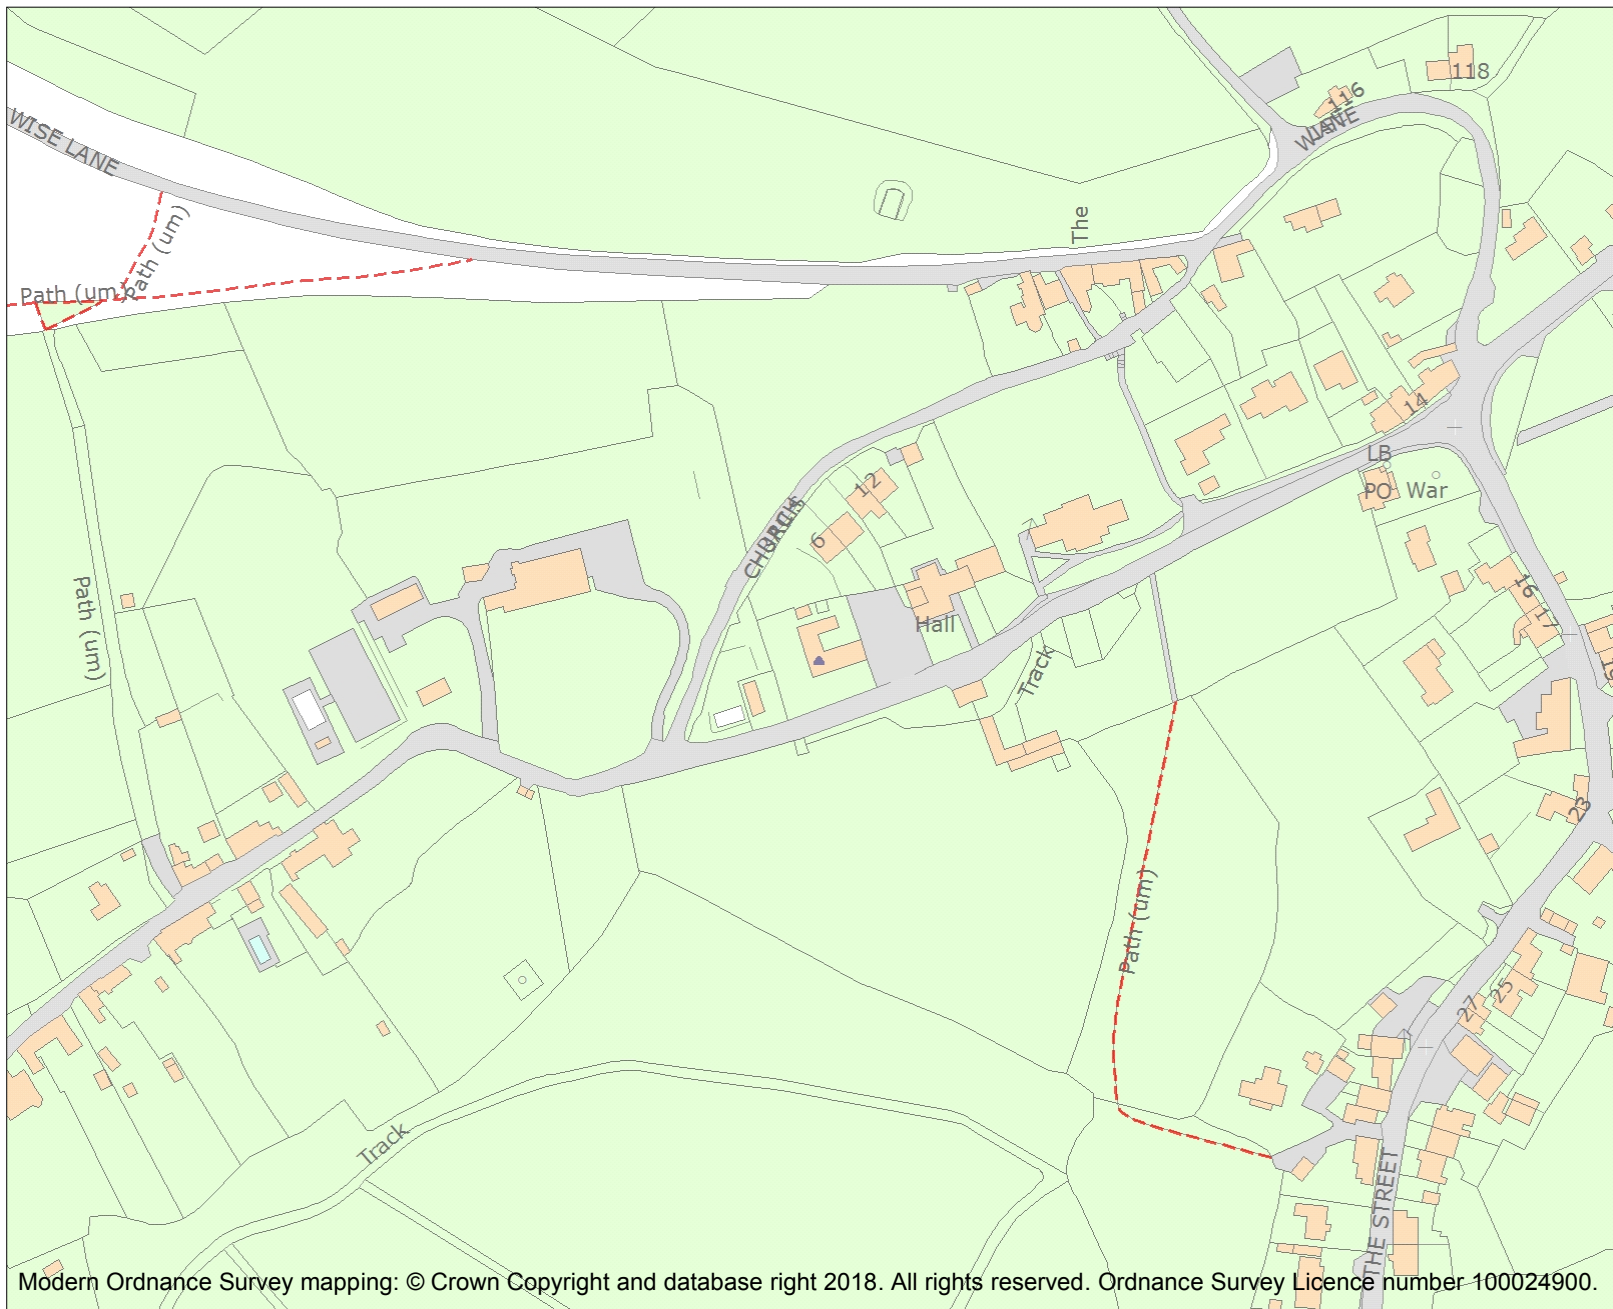 118
116
WISE LANE
LANE
The
Path (um)
Path (um)
14
LB
PO
War
12
CHURCH
6
Path (um)
16
17
Hall
19
Track
23
Path (um)
25
27
Track
THE STREET
Modern Ordnance Survey mapping: © Crown Copyright and database right 2018. All rights reserved. Ordnance Survey Licence number 100024900.